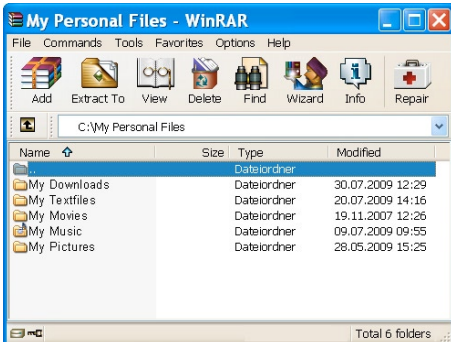 My Personal Files - WinRAR
File Commands Tools Favorites Options Help
Add Extract To View Delete Find Wizard Info Repair
C:\My Personal Files
Name Size Type Modified
.. Dateiordner
My Downloads Dateiordner 30.07.2009 12:29
My Textfiles Dateiordner 20.07.2009 14:16
My Movies Dateiordner 19.11.2007 12:26
My Music Dateiordner 09.07.2009 09:55
My Pictures Dateiordner 28.05.2009 15:25
Total 6 folders